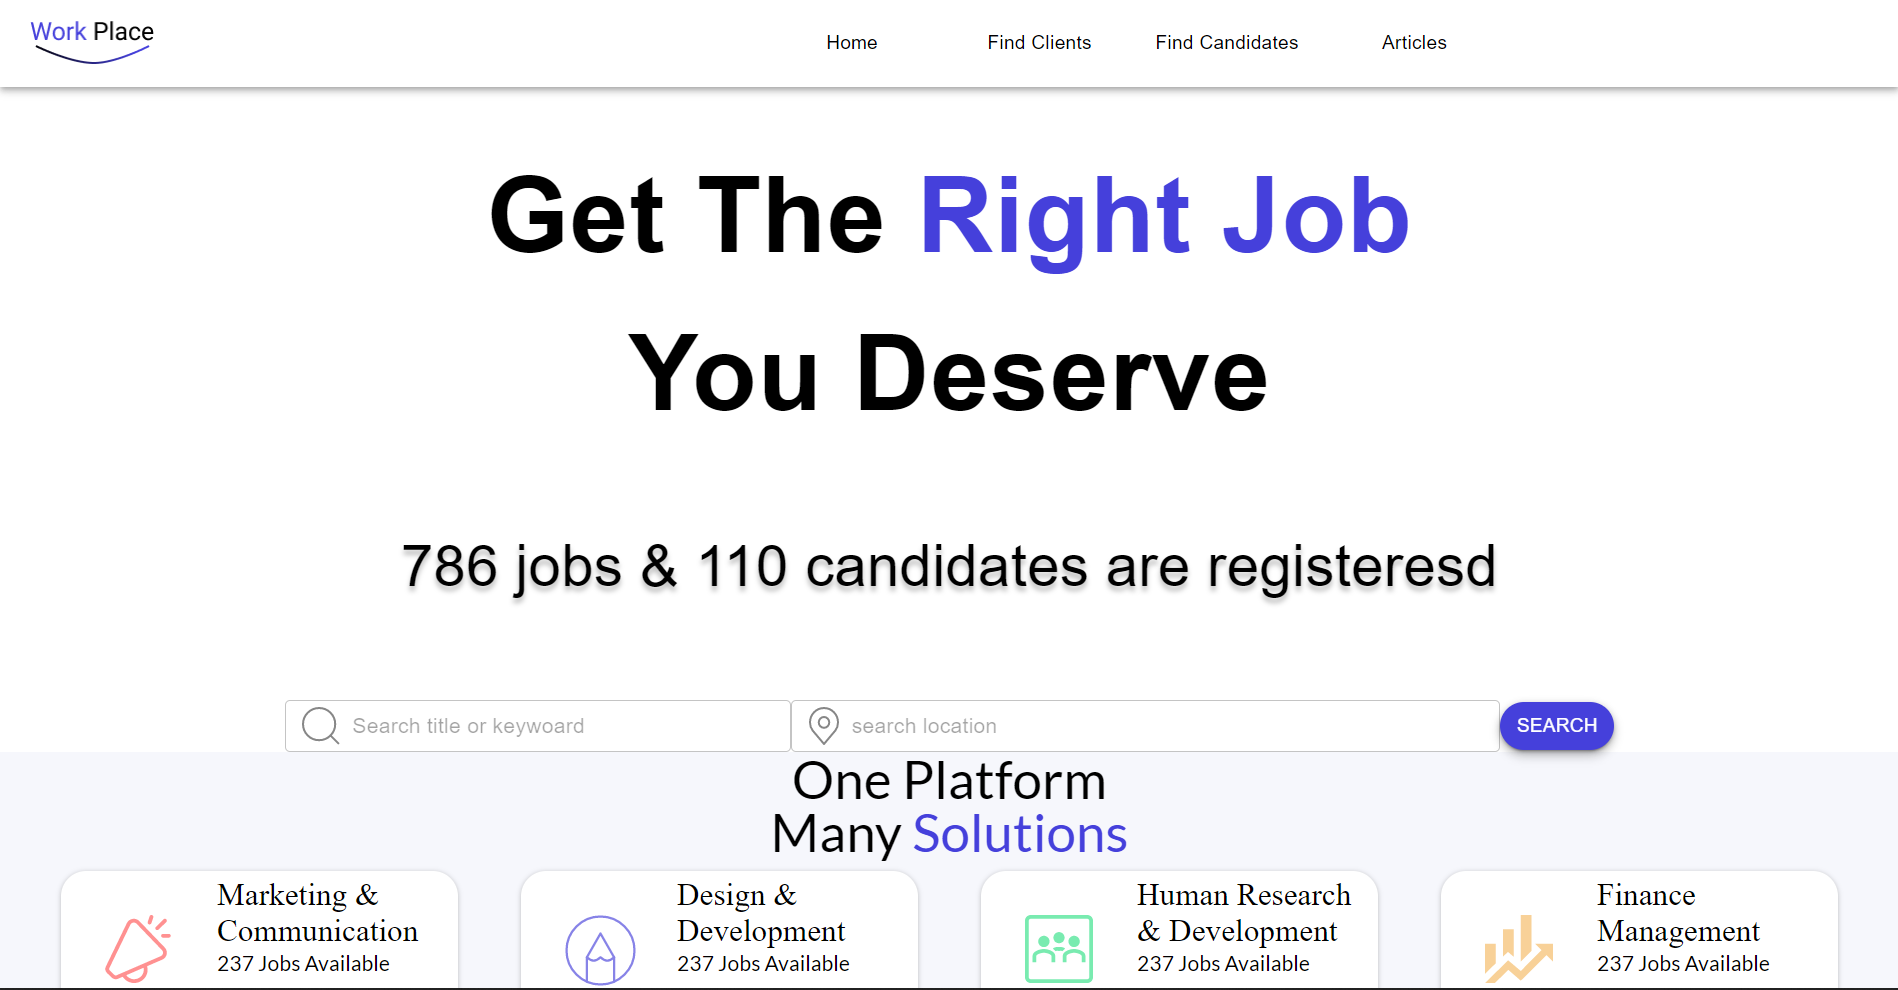 Work Place
Home
Find Clients
Find Candidates
Articles
Get The Right Job
You Deserve
786 jobs & 110 candidates are registeresd
Search title or keywoard
search location
SEARCH
One Platform
Many Solutions
Marketing &
Communication
237 Jobs Available
Design &
Development
237 Jobs Available
Human Research
& Development
237 Jobs Available
Finance
Management
237 Jobs Available